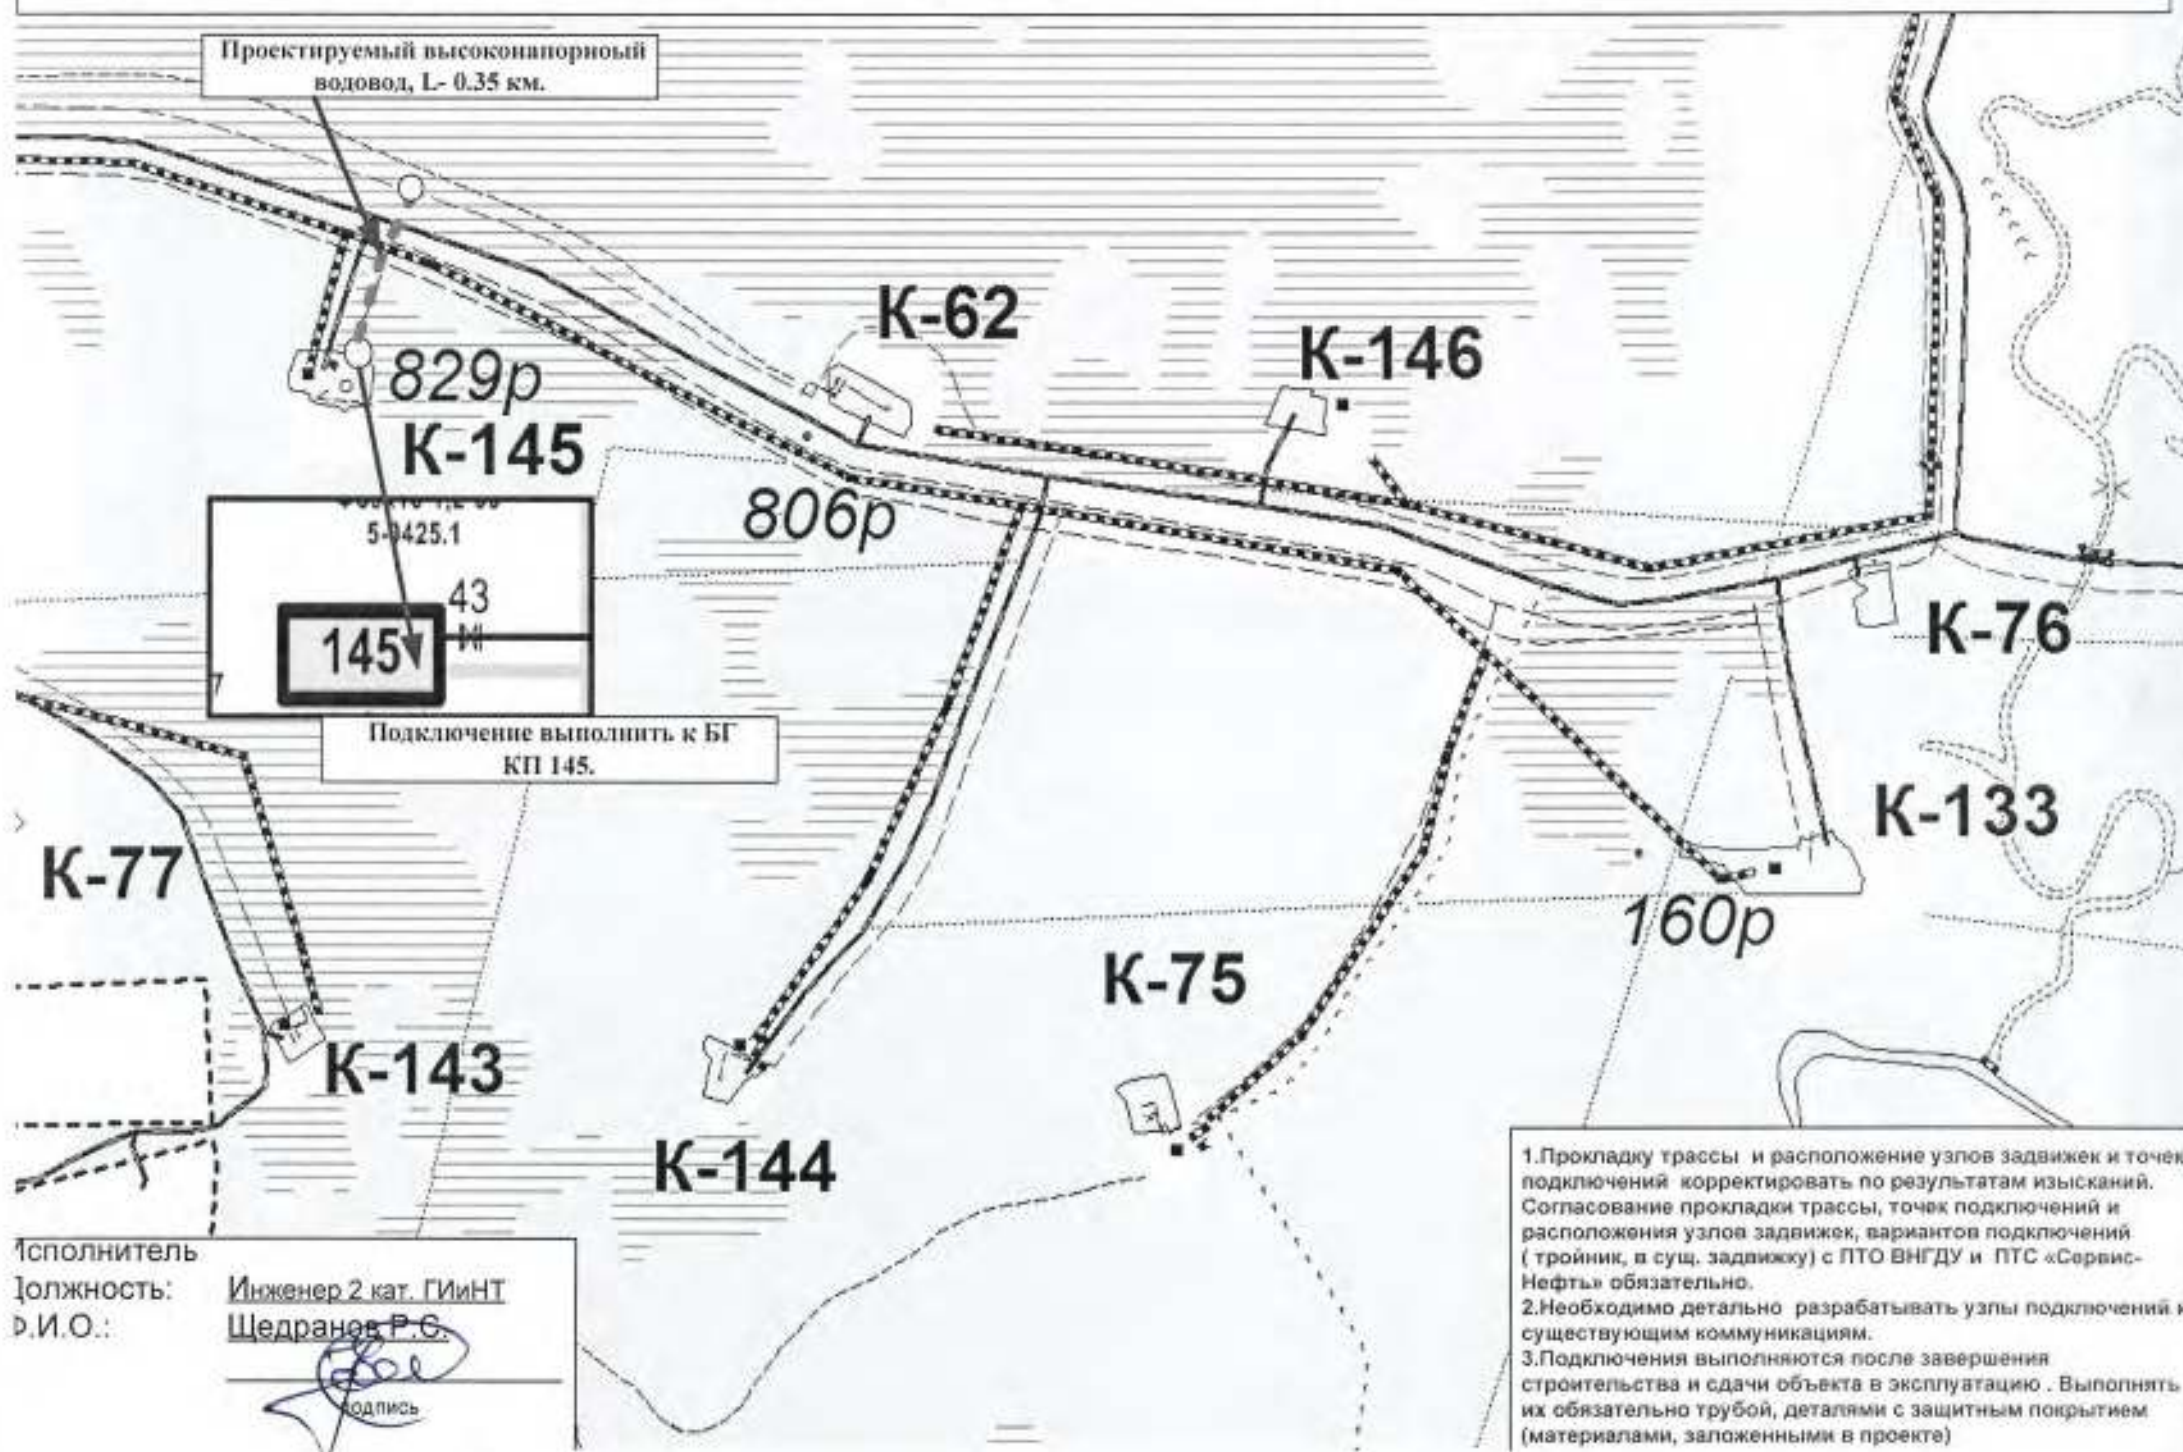 Проектируемый высоконапорноый
водовод, L- 0.35 км.
К-62
К-146
829р
К-145
806р
5-0425.1
43
145
7
К-76
Подключение выполнить к БГ
КП 145.
К-133
К-77
160р
К-75
К-143
К-144
1.Прокладку трассы и расположение узлов задвижек и точек
подключений корректировать по результатам изысканий.
Согласование прокладки трассы, точек подключений и
расположения узлов задвижек, вариантов подключений
( тройник, в сущ. задвижку) с ПТО ВНГДУ и ПТС «Сервис-
Нефть» обязательно.
2.Необходимо детально разрабатывать узлы подключений к
существующим коммуникациям.
3.Подключения выполняются после завершения
строительства и сдачи объекта в эксплуатацию . Выполнять
их обязательно трубой, деталями с защитным покрытием
(материалами, заложенными в проекте)
Исполнитель
Должность: Инженер 2 кат. ГИиНТ
Ф.И.О.: Щедранов Р.С.
подпись